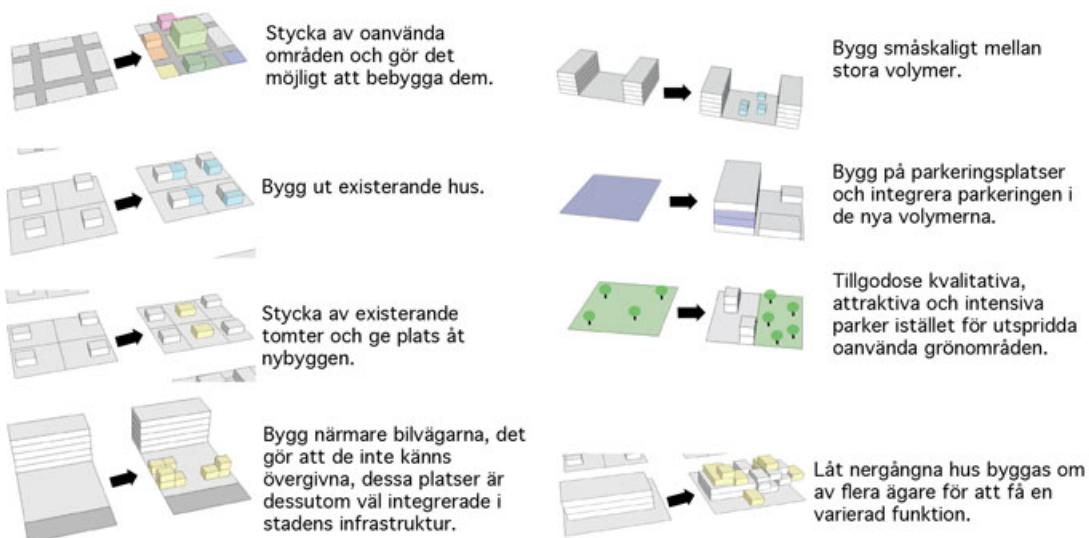 Stycka av oanvända
områden och gör det
möjligt att bebygga dem.
Bygg ut existerande hus.
Stycka av existerande
tomter och ge plats åt
nybyggen.
Bygg närmare bilvägarna, det
gör att de inte känns
övergivna, dessa platser är
dessutom väl integrerade i
stadens infrastruktur.
Bygg småskaligt mellan
stora volymer.
Bygg på parkeringsplatser
och integrera parkeringen i
de nya volymerna.
Tillgodose kvalitativa,
attraktiva och intensiva
parker istället för utspridda
oanvända grönområden.
Låt nergångna hus byggas om
av flera ägare för att få en
varierad funktion.